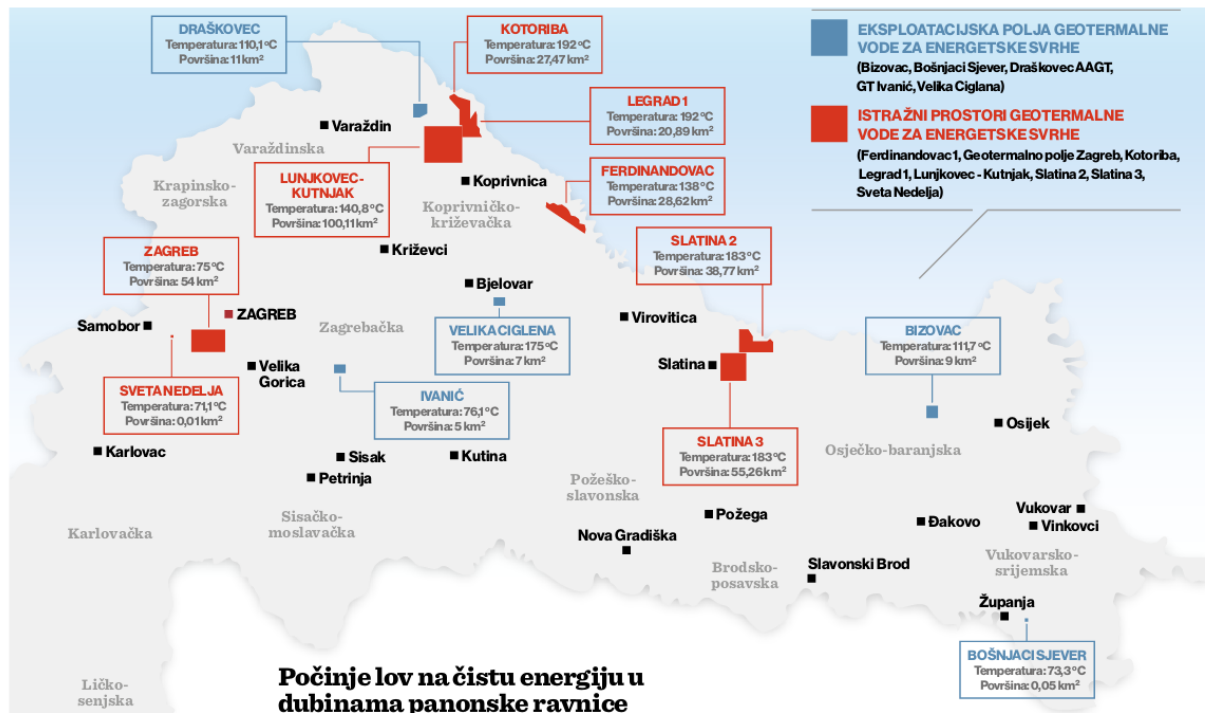 DRAŠKOVEC
Temperatura: 110,1 °C
Površina: 11 km²
KOTORIBA
Temperatura: 192 °C
Površina: 27,47 km²
EKSPLOATACIJSKA POLJA GEOTERMALNE
VODE ZA ENERGETSKE SVRHE
(Bizovac, Bošnjaci Sjever, Draškovec AAGT,
GT Ivanić, Velika Ciglana)
ISTRAŽNI PROSTORI GEOTERMALNE
VODE ZA ENERGETSKE SVRHE
(Ferdinandovac 1, Geotermalno polje Zagreb, Kotoriba,
Legrad 1, Lunjkovec - Kutnjak, Slatina 2, Slatina 3,
Sveta Nedelja)
LEGRAD 1
Temperatura: 192 °C
Površina: 20,89 km²
Varaždin
Varaždinska
FERDINANDOVAC
Temperatura: 138 °C
Površina: 28,62 km²
LUNJKOVEC-
KUTNJAK
Temperatura: 140,8 °C
Površina: 100,11 km²
Krapinsko-
zagorska
Koprivnica
Koprivničko-
križevačka
ZAGREB
Temperatura: 75 °C
Površina: 54 km²
Križevci
SLATINA 2
Temperatura: 183 °C
Površina: 38,77 km²
Bjelovar
ZAGREB
Samobor
Zagrebačka
VELIKA CIGLENA
Temperatura: 175 °C
Površina: 7 km²
Virovitica
BIZOVAC
Temperatura: 111,7 °C
Površina: 9 km²
Velika
Gorica
Slatina
SVETA NEDELJA
Temperatura: 71,1 °C
Površina: 0,01 km²
IVANIĆ
Temperatura: 76,1 °C
Površina: 5 km²
Osijek
Karlovac
Sisak
Kutina
SLATINA 3
Temperatura: 183 °C
Površina: 55,26 km²
Osječko-baranjska
Petrinja
Požeško-
slavonska
Karlovačka
Sisačko-
moslavačka
Požega
Nova Gradiška
Đakovo
Vukovar
Vinkovci
Brodsko-
posavska
Slavonski Brod
Vukovarsko-
srijemska
Županja
BOŠNJACI SJEVER
Temperatura: 73,3 °C
Površina: 0,05 km²
Ličko-
senjska
Počinje lov na čistu energiju u
dubinama panonske ravnice